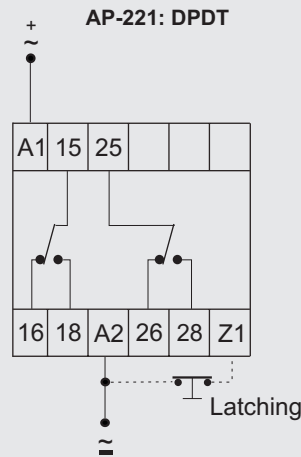 AP-221: DPDT
+
~
A1 15 25
16 18 A2 26 28 Z1
Latching
~